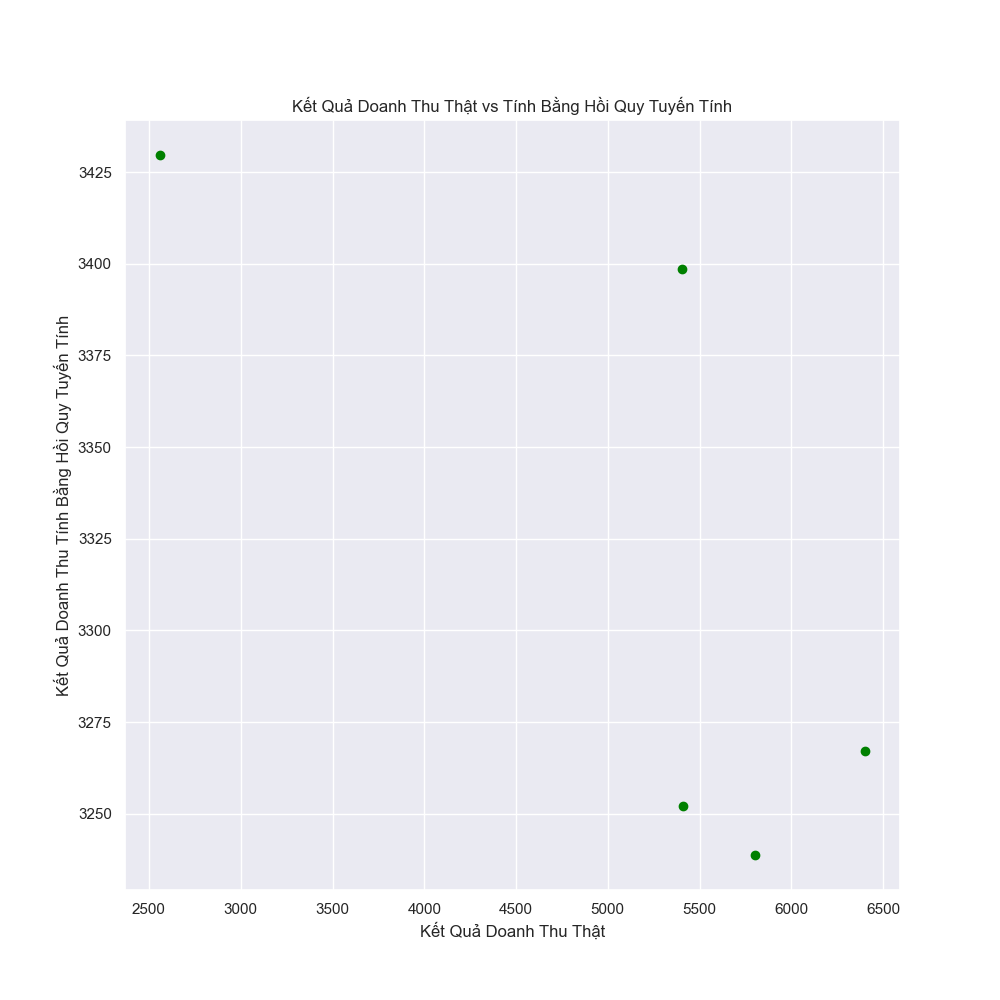 Kết Quả Doanh Thu Thật vs Tính Bằng Hồi Quy Tuyến Tính
Kết Quả Doanh Thu Tính Bằng Hồi Quy Tuyến Tính
3425
3400
3375
3350
3325
3300
3275
3250
2500 3000 3500 4000 4500 5000 5500 6000 6500
Kết Quả Doanh Thu Thật